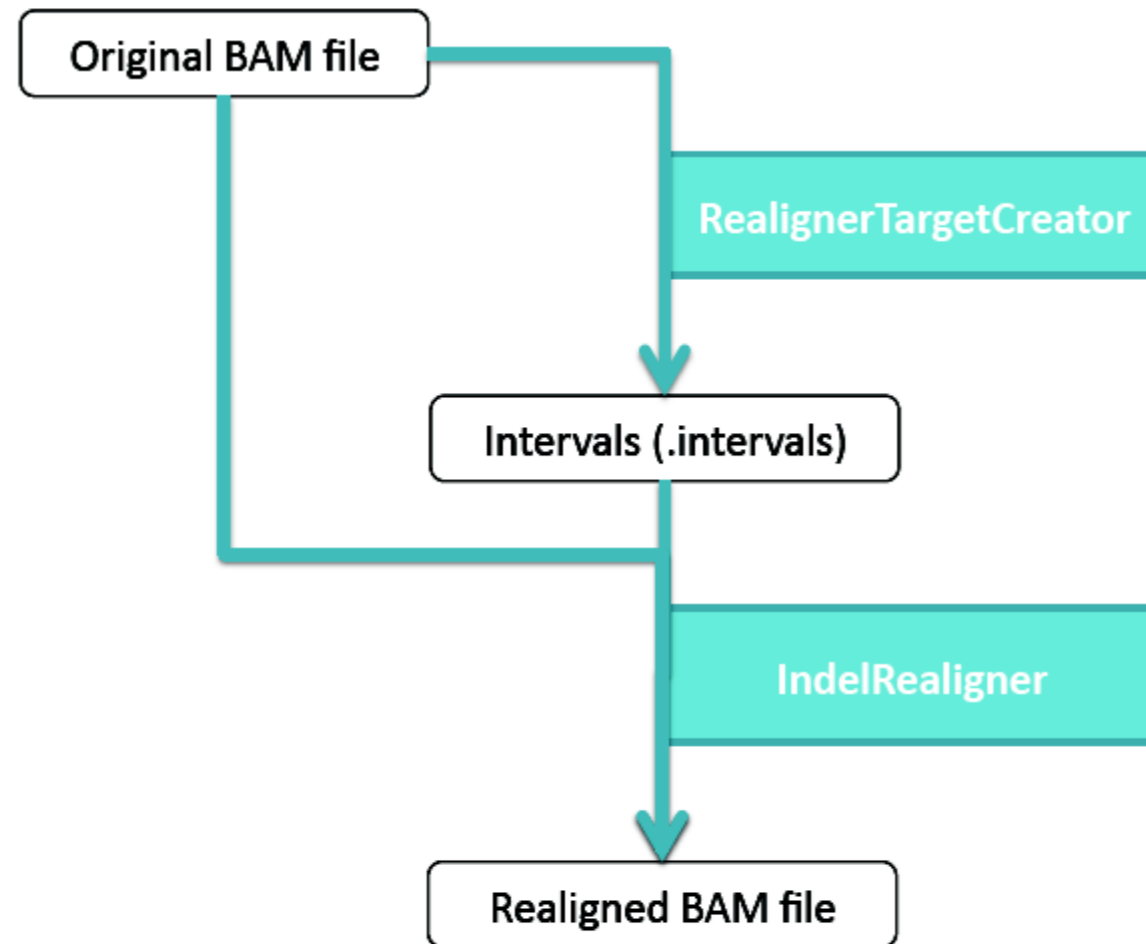 Original BAM file
RealignerTargetCreator
Intervals (.intervals)
IndelRealigner
Realigned BAM file